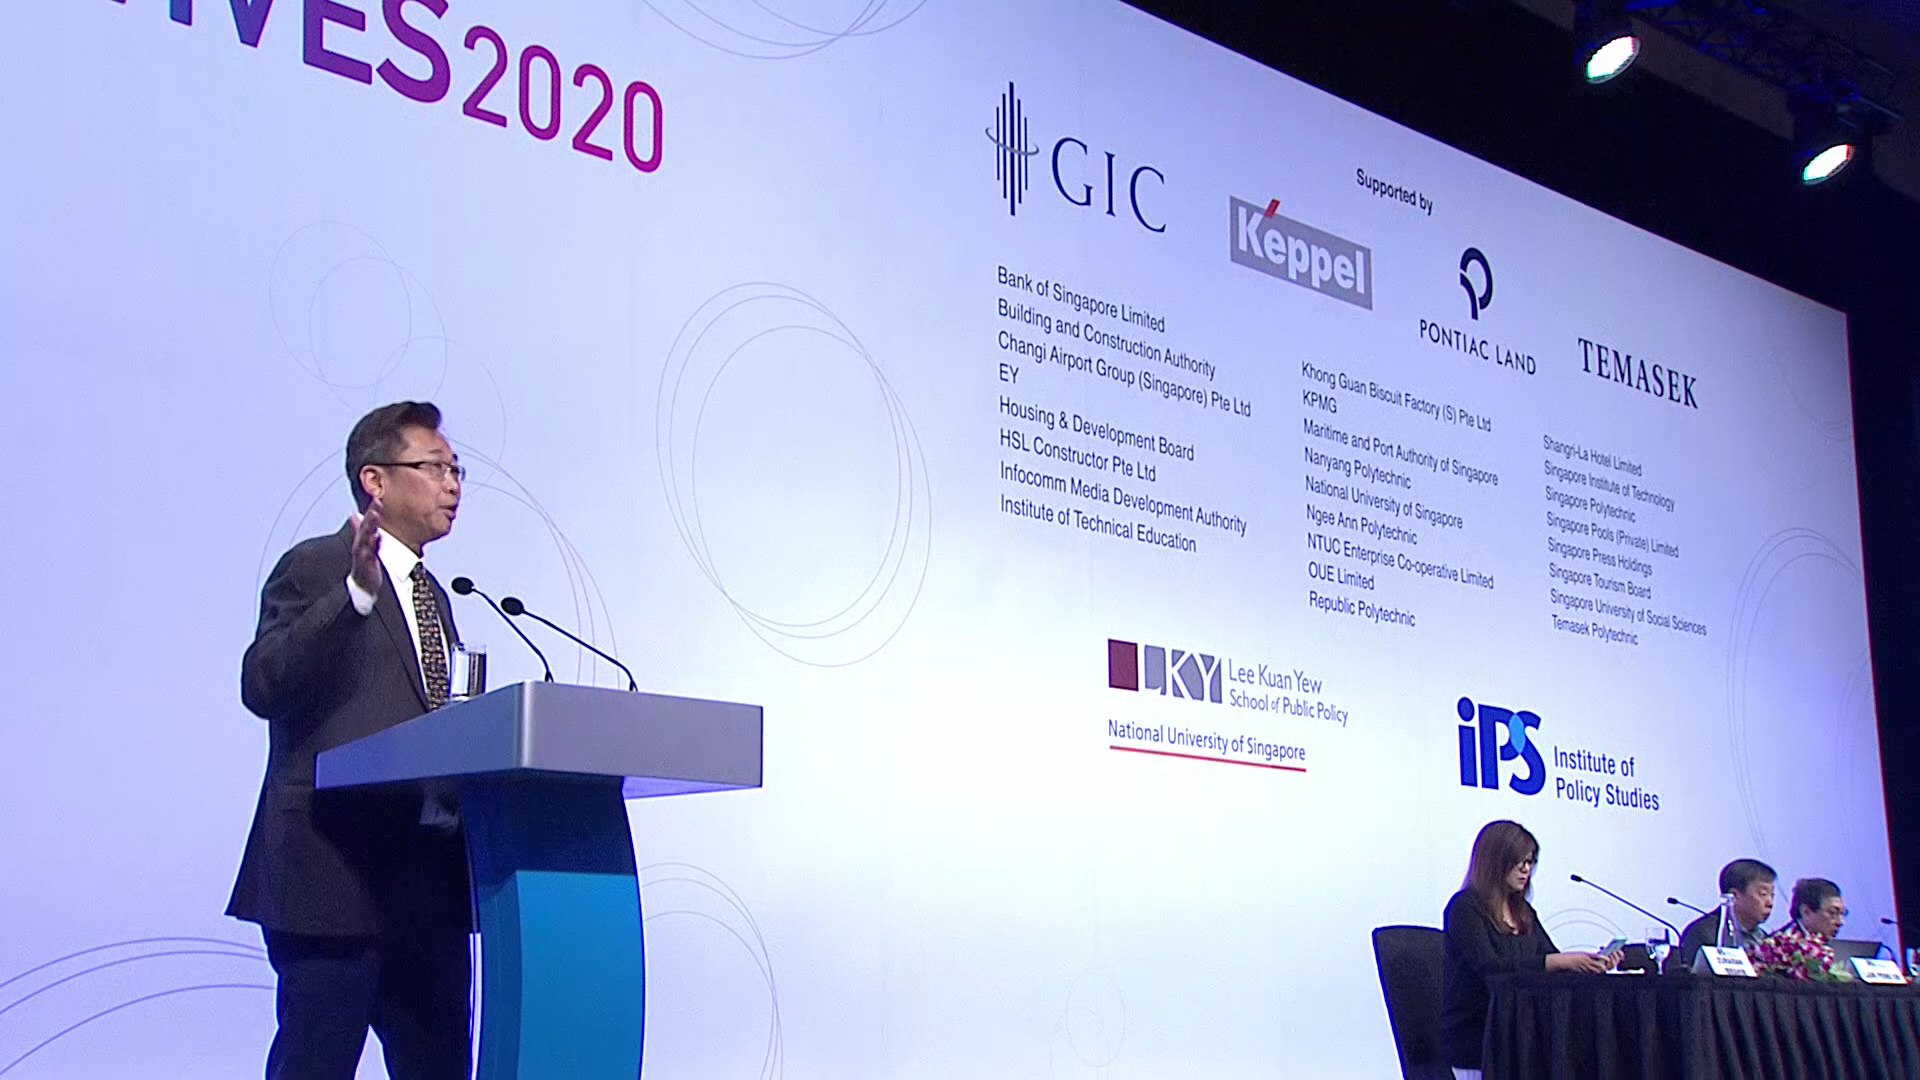 IVES2020
Supported by
GIC
Keppel
PONTIAC LAND
TEMASEK
Bank of Singapore Limited
Building and Construction Authority
Changi Airport Group (Singapore) Pte Ltd
EY
Housing & Development Board
HSL Constructor Pte Ltd
Infocomm Media Development Authority
Institute of Technical Education
Khong Guan Biscuit Factory (S) Pte Ltd
KPMG
Maritime and Port Authority of Singapore
Nanyang Polytechnic
National University of Singapore
Ngee Ann Polytechnic
NTUC Enterprise Co-operative Limited
OUE Limited
Republic Polytechnic
Shangri-La Hotel Limited
Singapore Institute of Technology
Singapore Polytechnic
Singapore Pools (Private) Limited
Singapore Press Holdings
Singapore Tourism Board
Singapore University of Social Sciences
Temasek Polytechnic
LKY Lee Kuan Yew
School of Public Policy
National University of Singapore
iPS Institute of
Policy Studies